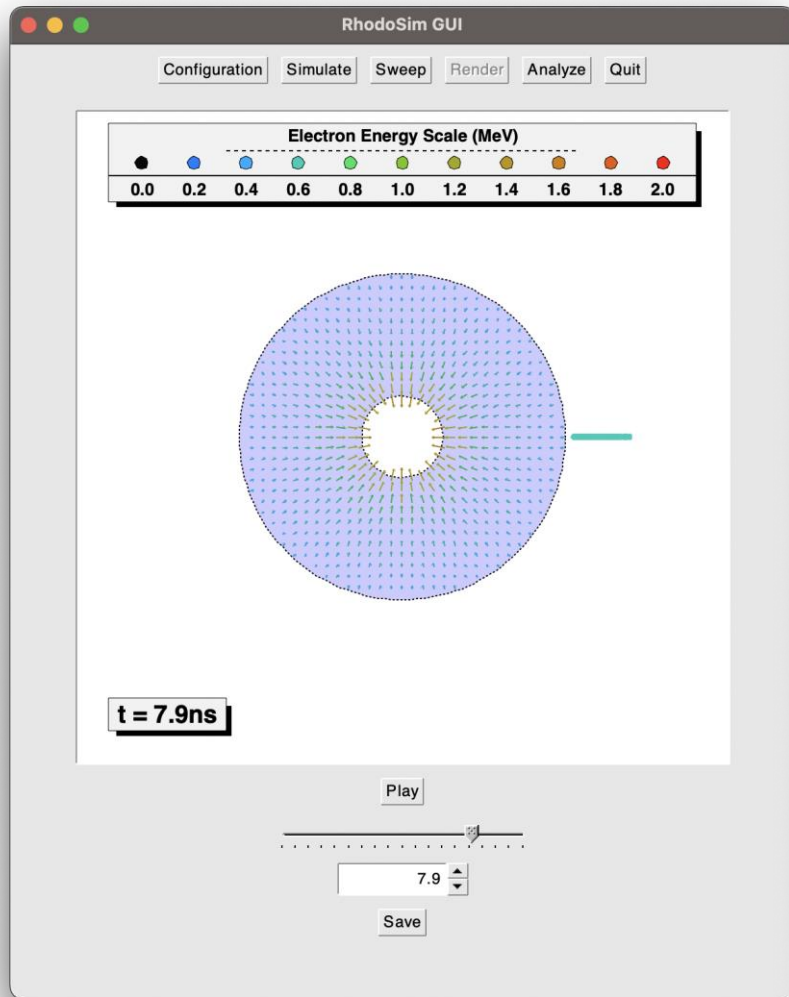 RhodoSim GUI
Configuration Simulate Sweep Render Analyze Quit
Electron Energy Scale (MeV)
0.0 0.2 0.4 0.6 0.8 1.0 1.2 1.4 1.6 1.8 2.0
t = 7.9ns
Play
7.9
Save